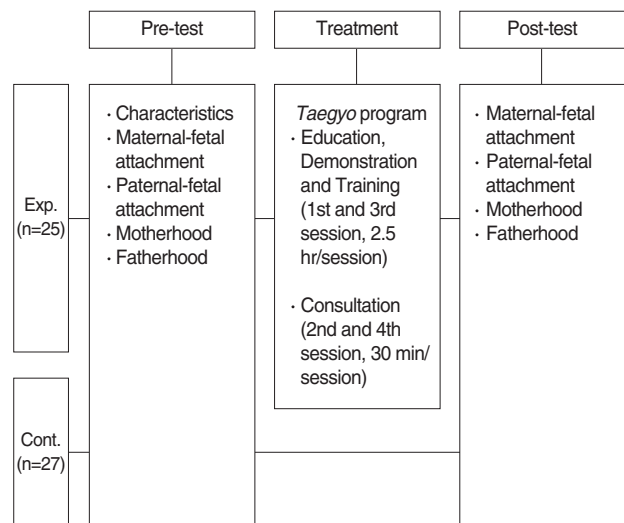 Pre-test
Treatment
Post-test
Exp.
(n=25)
· Characteristics
· Maternal-fetal
attachment
· Paternal-fetal
attachment
· Motherhood
· Fatherhood
Taegyo program
· Education,
Demonstration
and Training
(1st and 3rd
session, 2.5
hr/session)
· Consultation
(2nd and 4th
session, 30 min/
session)
· Maternal-fetal
attachment
· Paternal-fetal
attachment
· Motherhood
· Fatherhood
Cont.
(n=27)